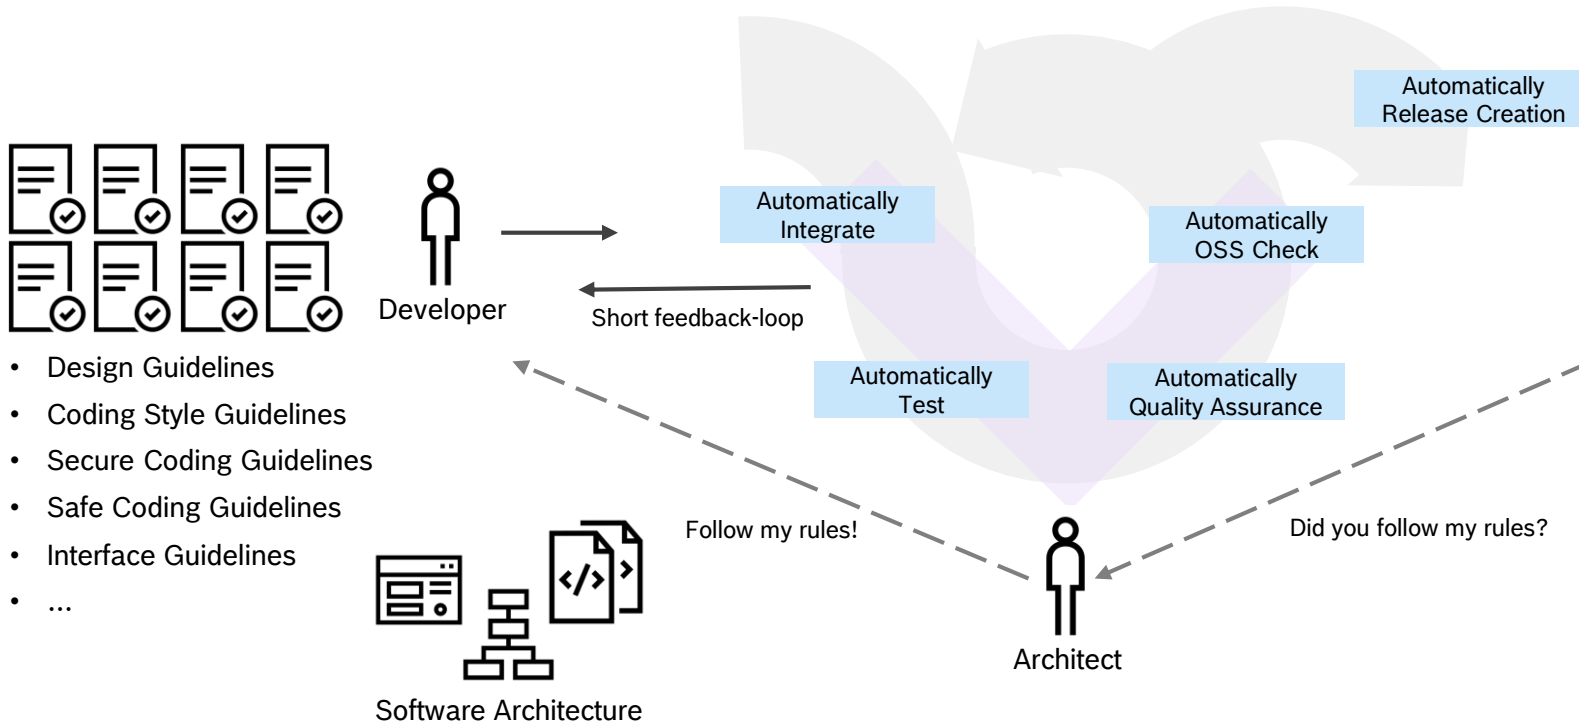 Automatically
Release Creation
Automatically
Integrate
Automatically
OSS Check
Developer
Short feedback-loop
• Design Guidelines
• Coding Style Guidelines
• Secure Coding Guidelines
• Safe Coding Guidelines
• Interface Guidelines
• ...
Automatically
Test
Automatically
Quality Assurance
Follow my rules!
Did you follow my rules?
</>
>
Architect
Software Architecture